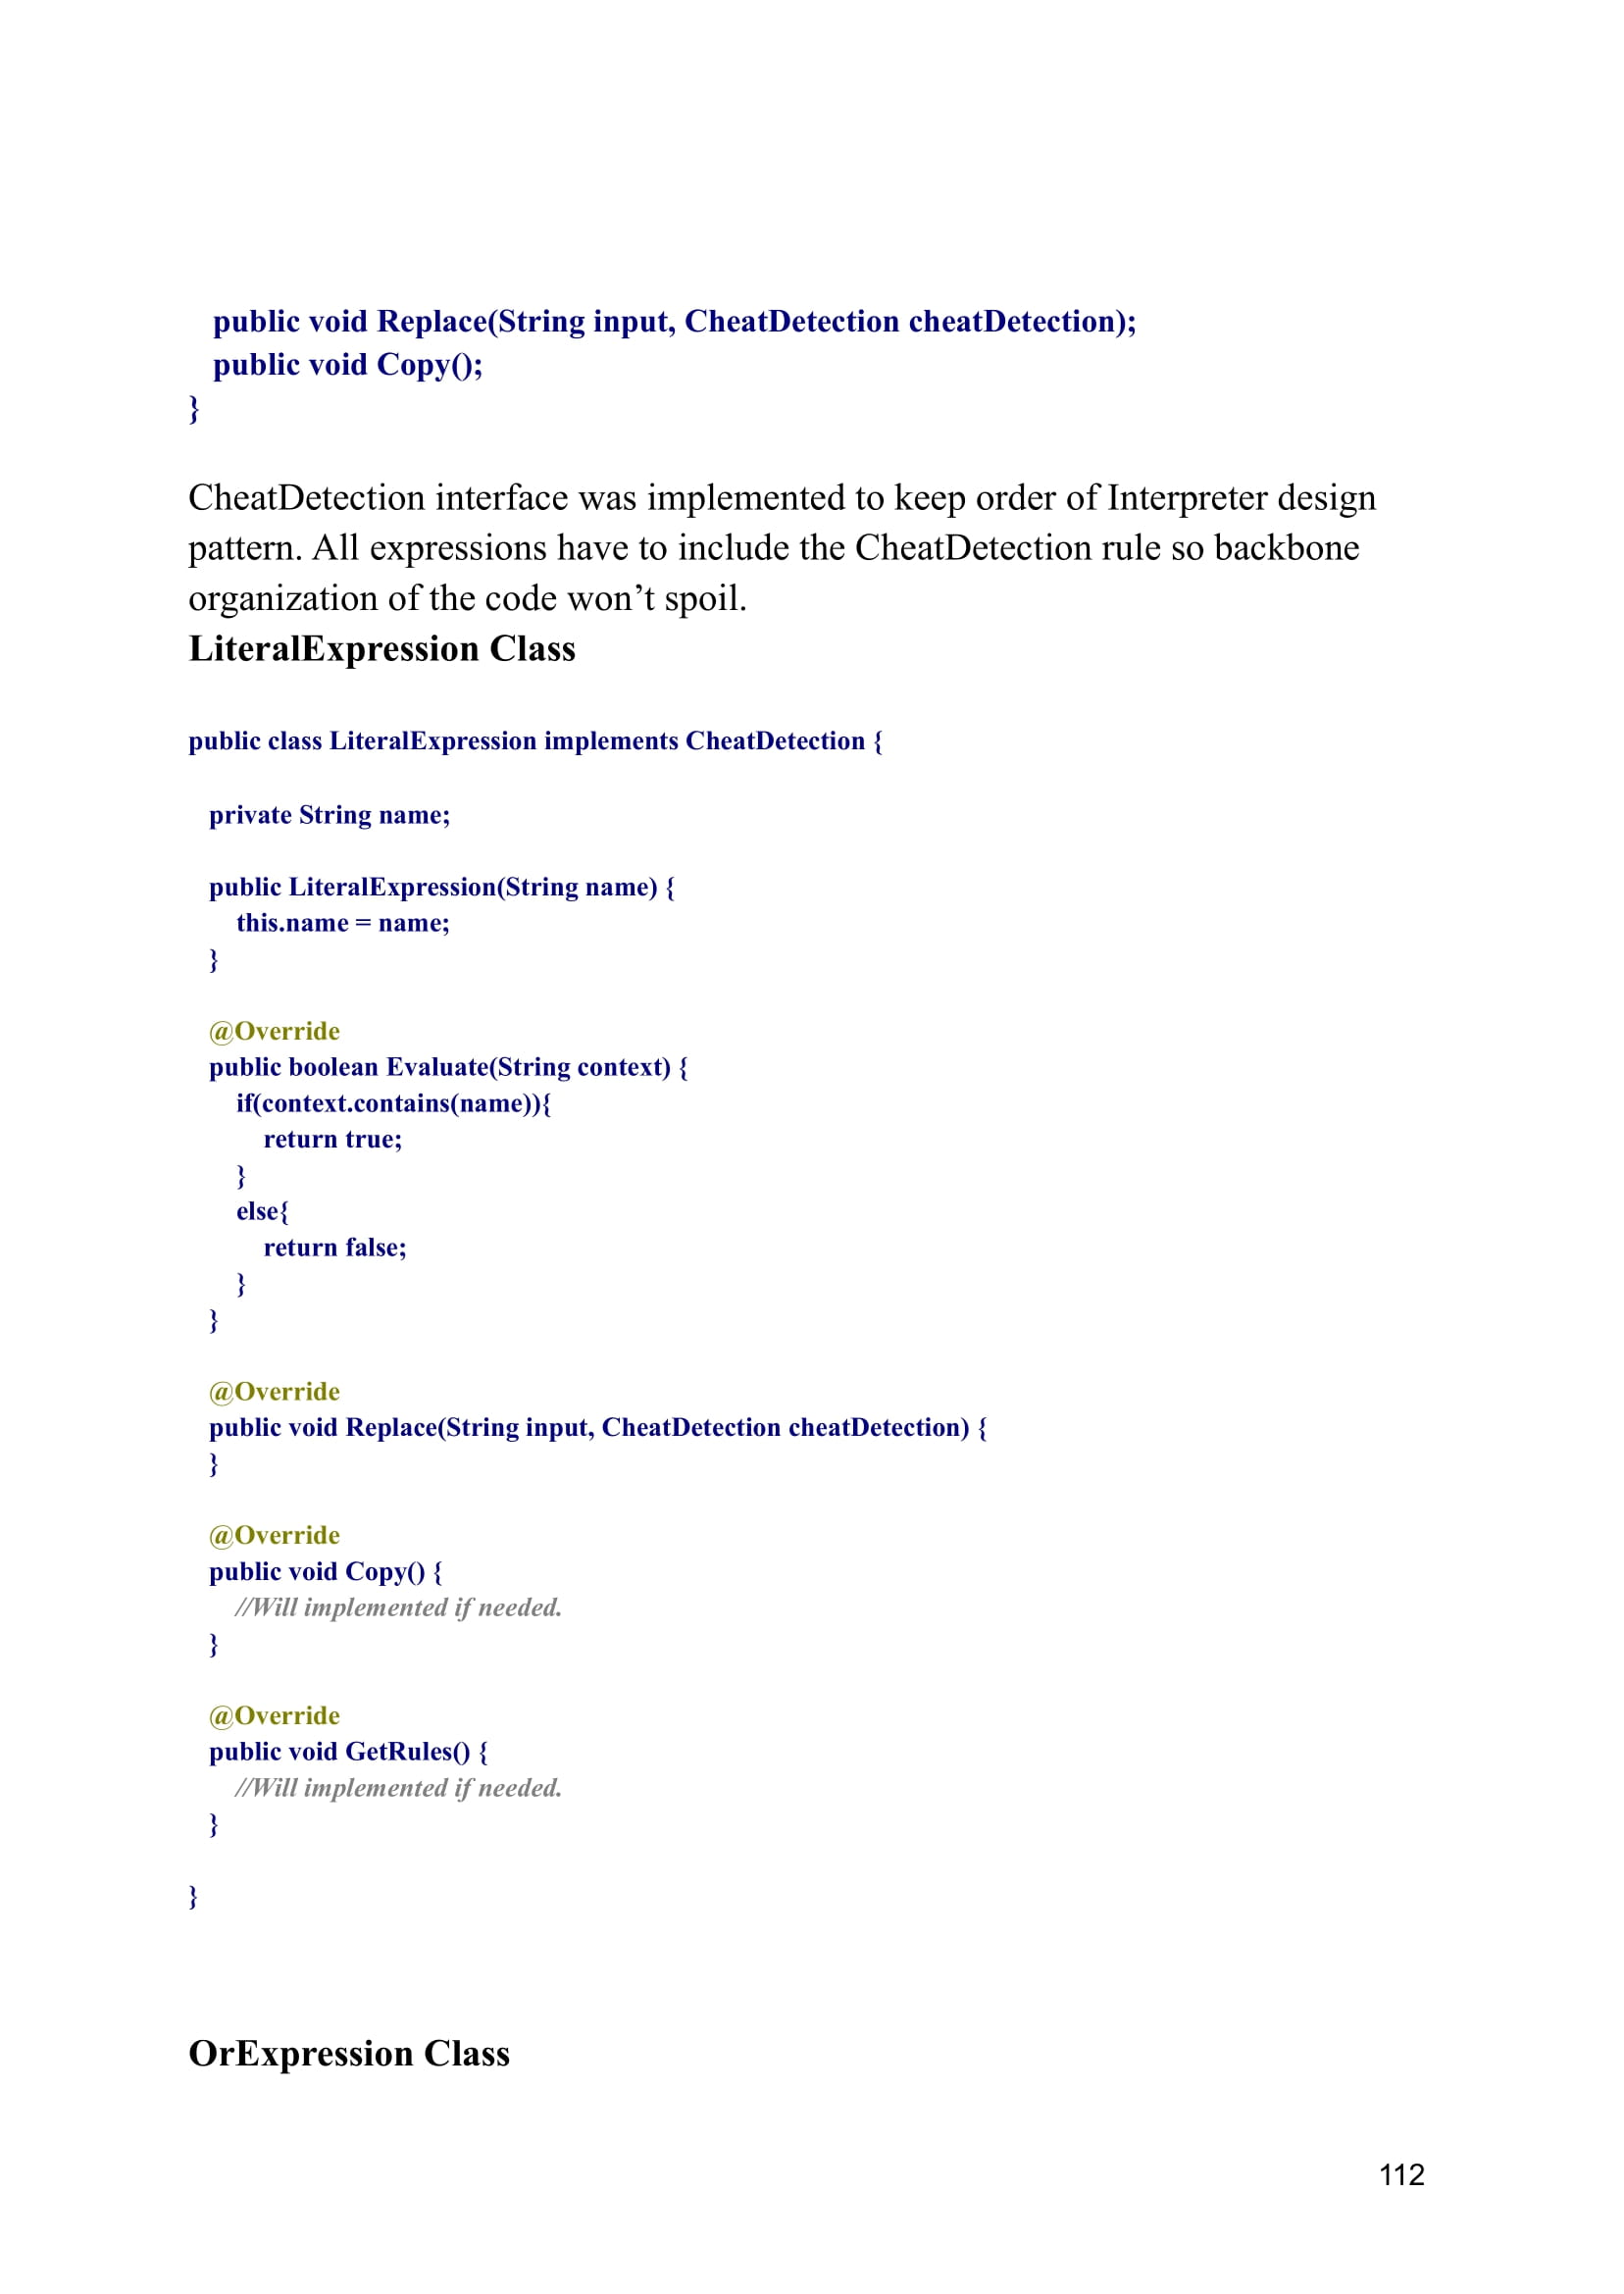 public void Replace(String input, CheatDetection cheatDetection);
public void Copy();
}
CheatDetection interface was implemented to keep order of Interpreter design
pattern. All expressions have to include the CheatDetection rule so backbone
organization of the code won’t spoil.
LiteralExpression Class
public class LiteralExpression implements CheatDetection {
private String name;
public LiteralExpression(String name) {
this.name = name;
}
@Override
public boolean Evaluate(String context) {
if(context.contains(name)){
return true;
}
else{
return false;
}
}
@Override
public void Replace(String input, CheatDetection cheatDetection) {
}
@Override
public void Copy() {
//Will implemented if needed.
}
@Override
public void GetRules() {
//Will implemented if needed.
}
}
OrExpression Class
112